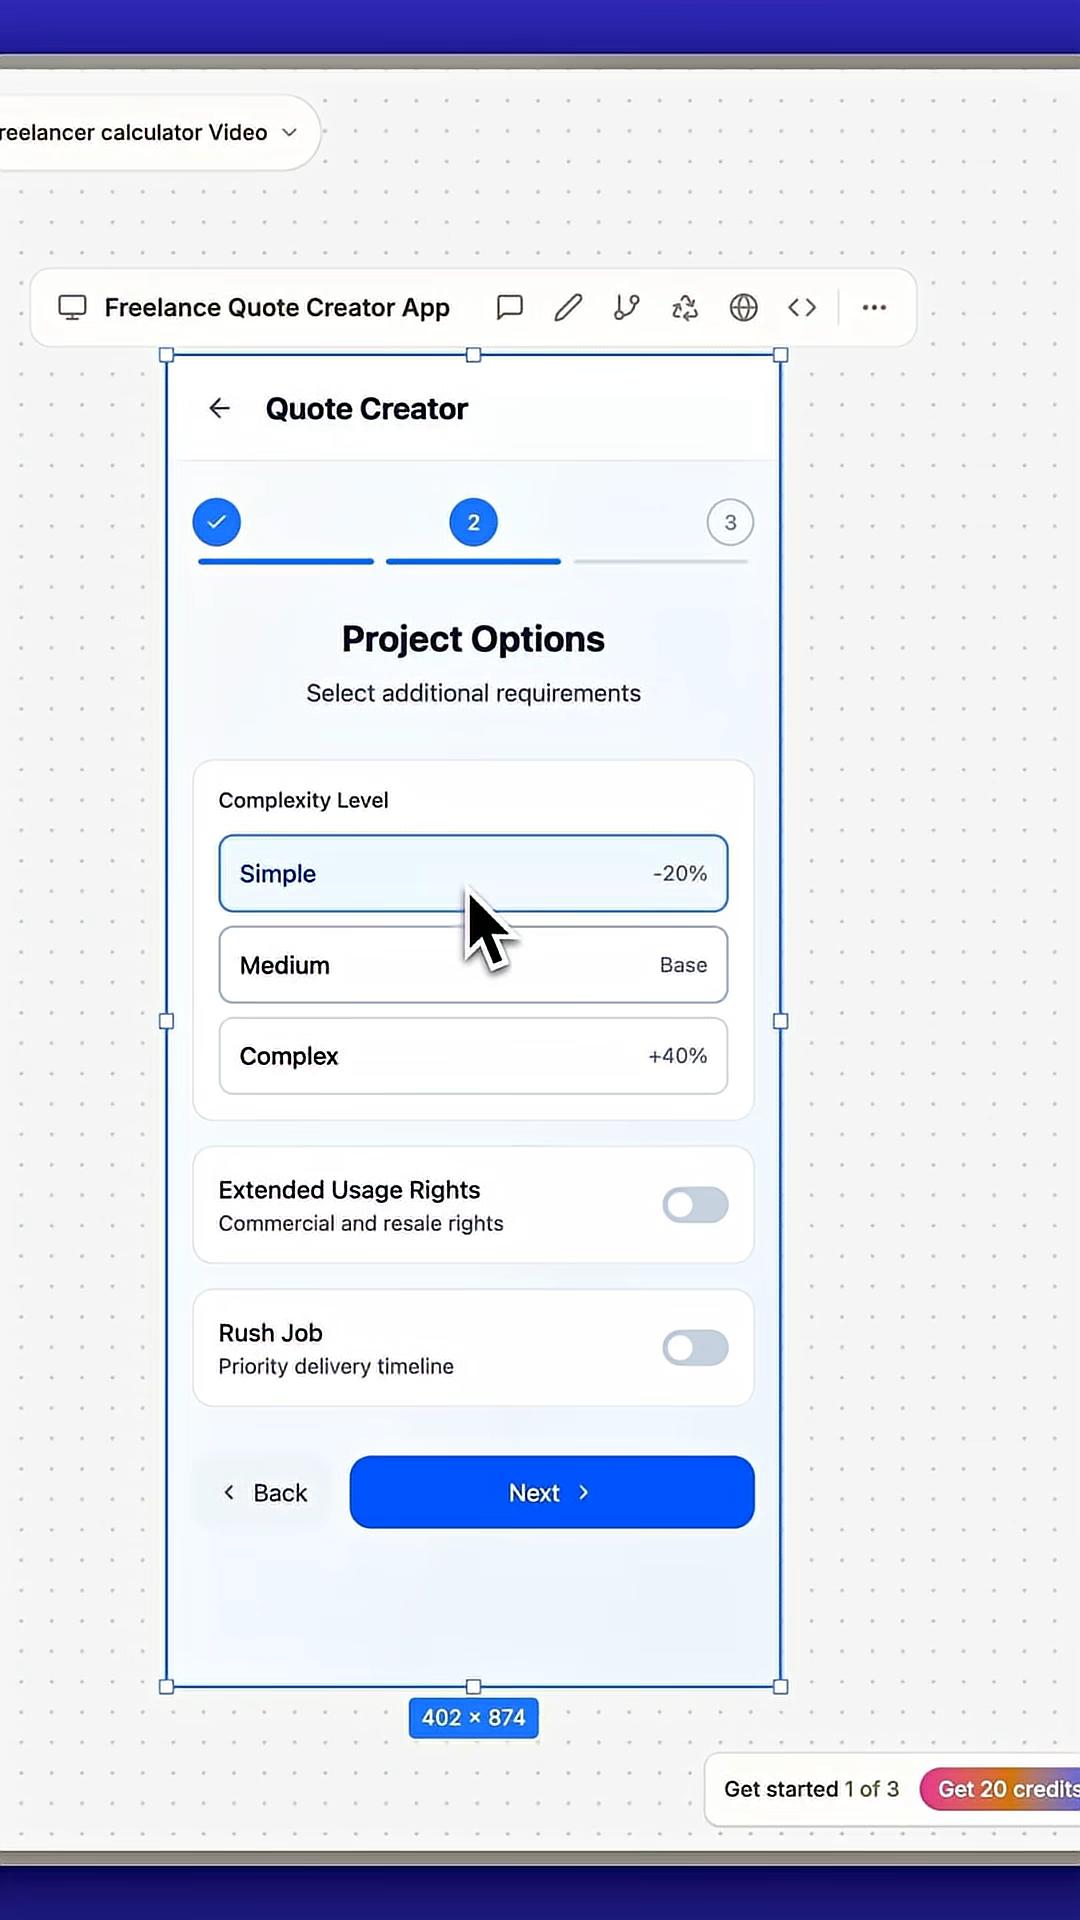 reelancer calculator Video
Freelance Quote Creator App
Quote Creator
2
3
Project Options
Select additional requirements
Complexity Level
Simple -20%
Medium Base
Complex +40%
Extended Usage Rights
Commercial and resale rights
Rush Job
Priority delivery timeline
Back
Next
402 × 874
Get started 1 of 3
Get 20 credits